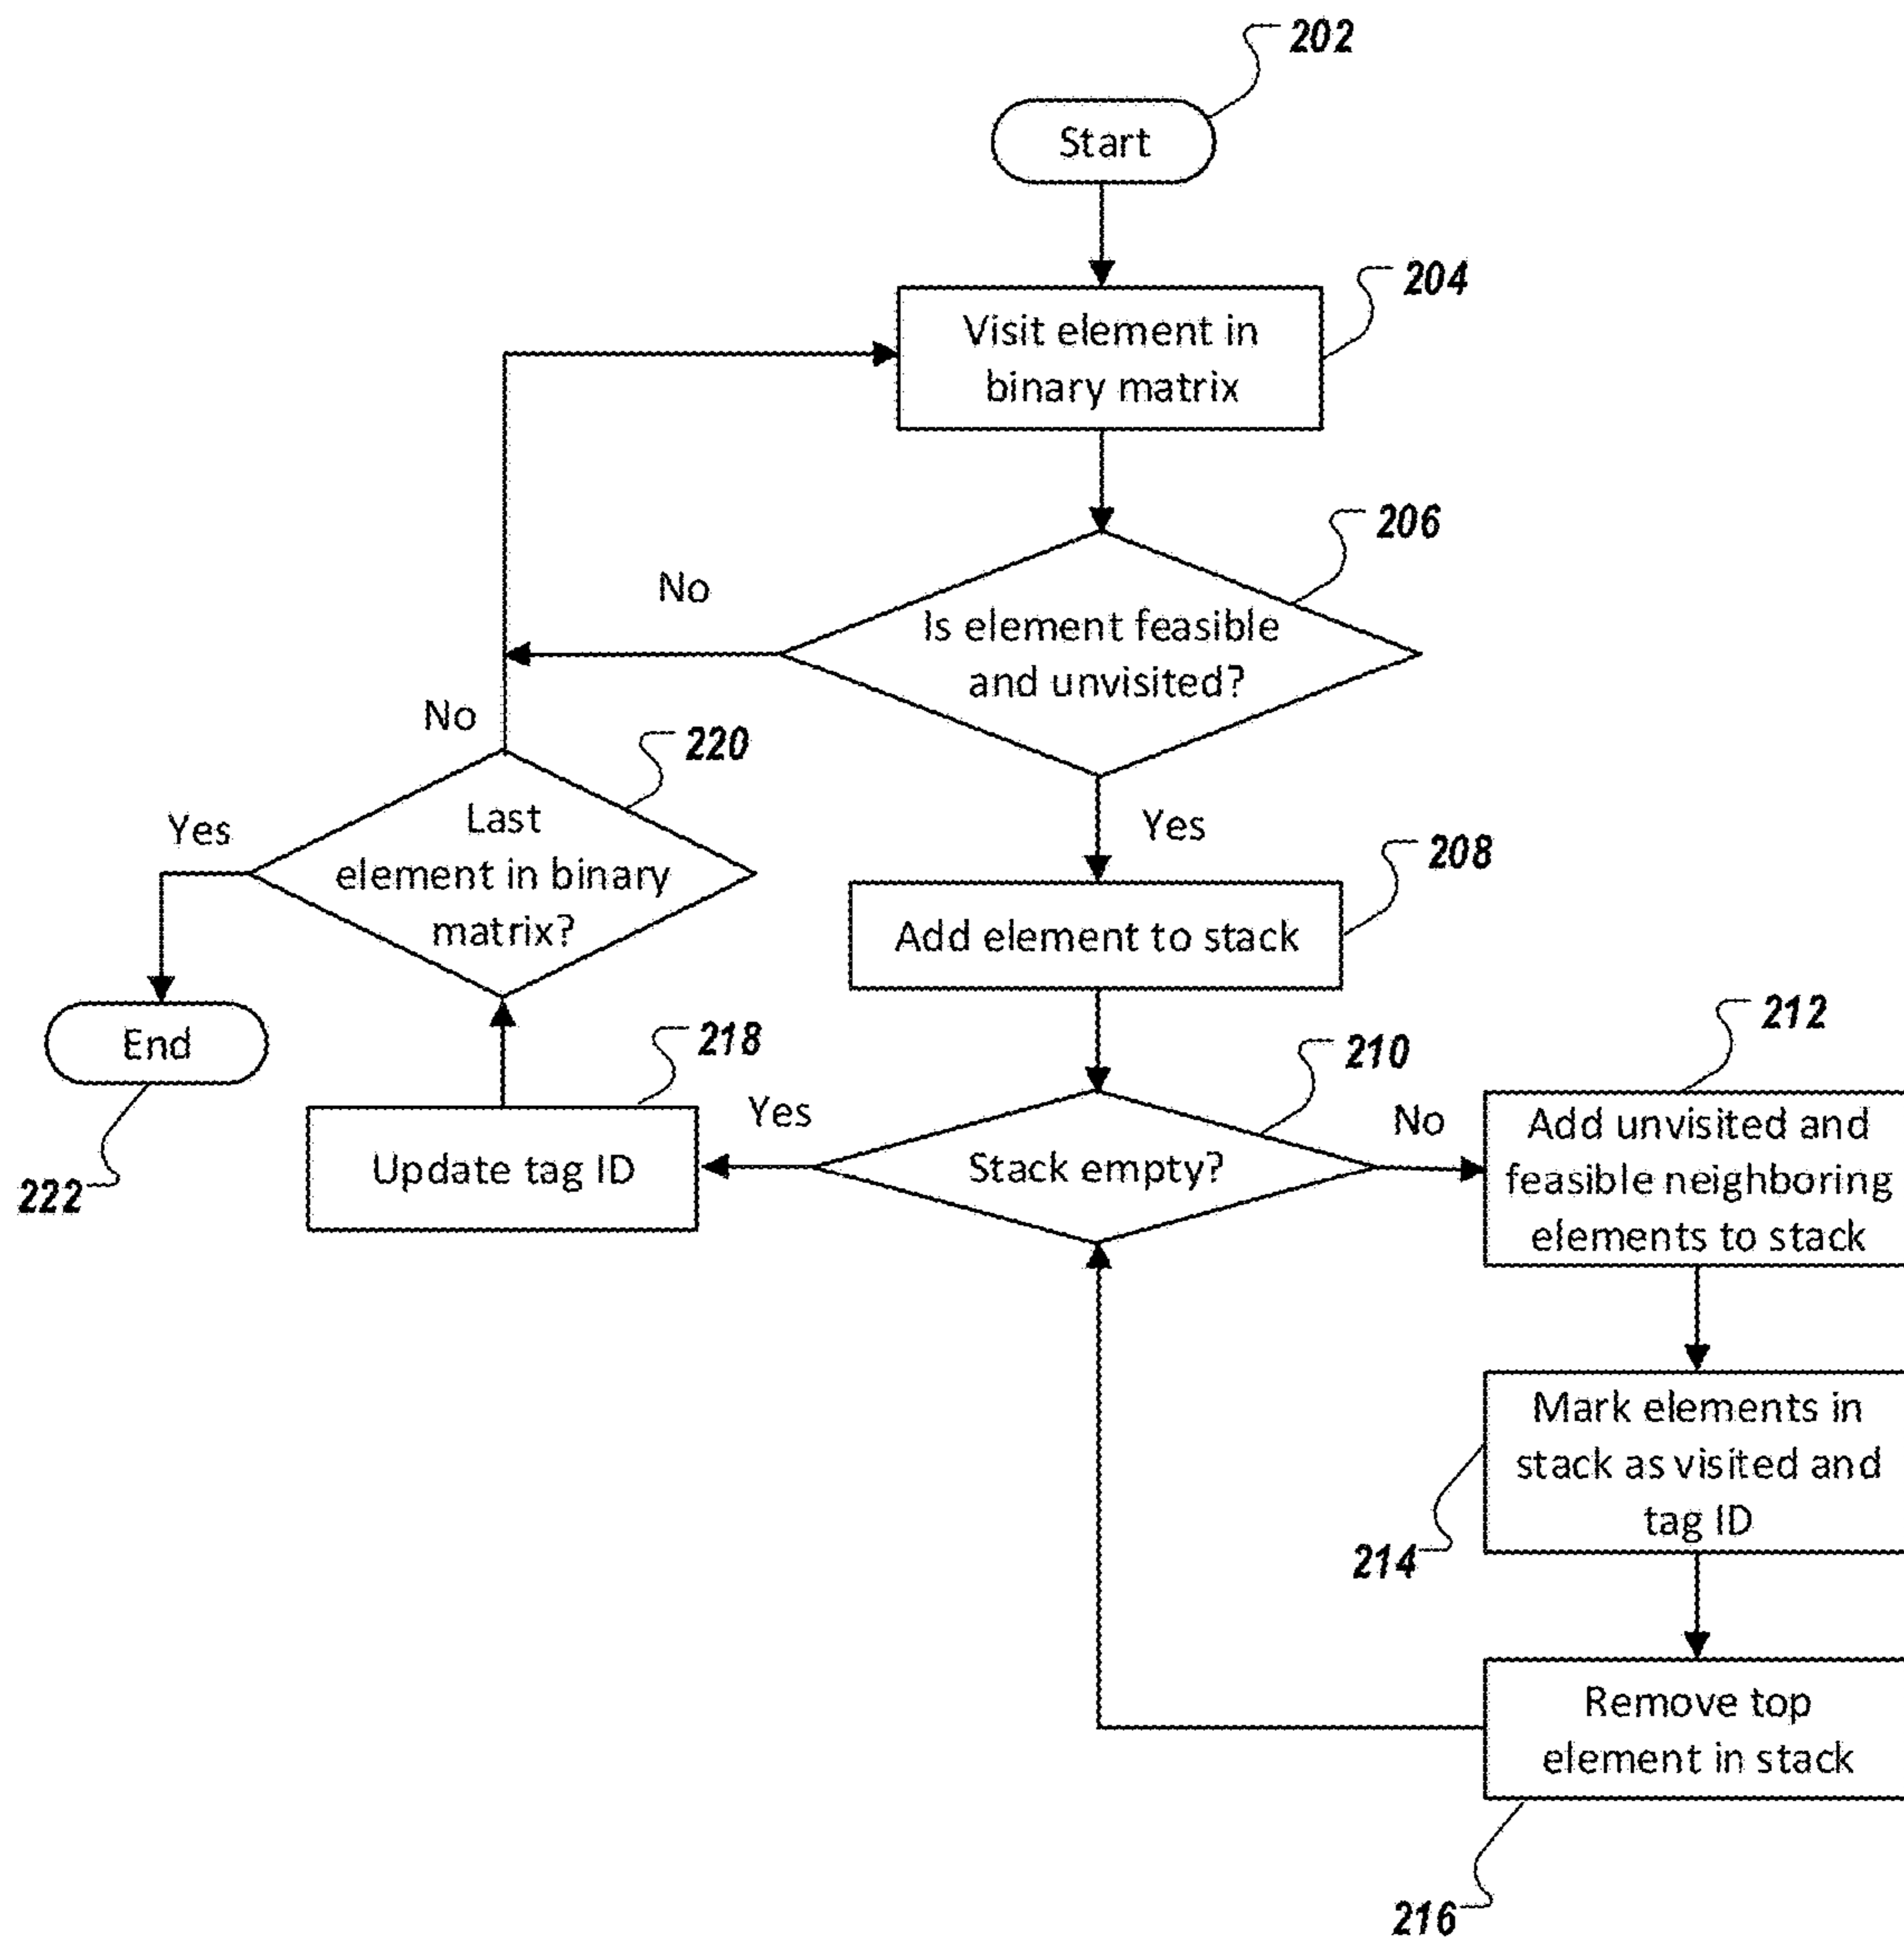 202
Start
204
Visit element in
binary matrix
206
No
Is element feasible
and unvisited?
No
220
Yes
Last
element in binary
matrix?
Yes
208
Add element to stack
End
222
218
Update tag ID
Yes
210
Stack empty?
No
212
Add unvisited and
feasible neighboring
elements to stack
Mark elements in
stack as visited and
tag ID
214
Remove top
element in stack
216